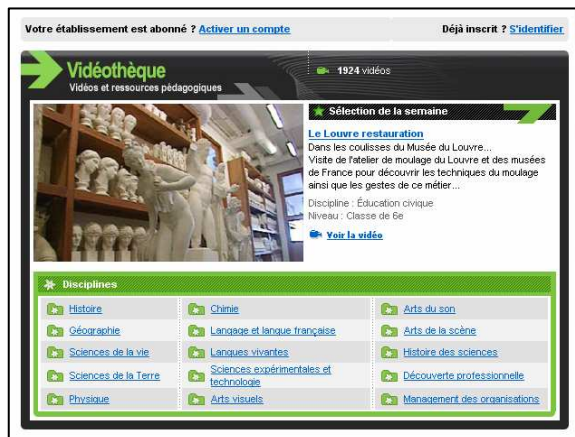 Votre établissement est abonné ? Activer un compte
Déjà inscrit ? S'identifier
Vidéothèque
Vidéos et ressources pédagogiques
1924 vidéos
Sélection de la semaine
Le Louvre restauration
Dans les coulisses du Musée du Louvre...
Visite de l'atelier de moulage du Louvre et des musées
de France pour découvrir les techniques du moulage
ainsi que les gestes de ce métier...
Discipline : Éducation civique
Niveau : Classe de 6e
Voir la vidéo
Disciplines
Histoire
Chimie
Arts du son
Géographie
Langage et langue française
Arts de la scène
Sciences de la vie
Langues vivantes
Histoire des sciences
Sciences de la Terre
Sciences expérimentales et
technologie
Découverte professionnelle
Physique
Arts visuels
Management des organisations